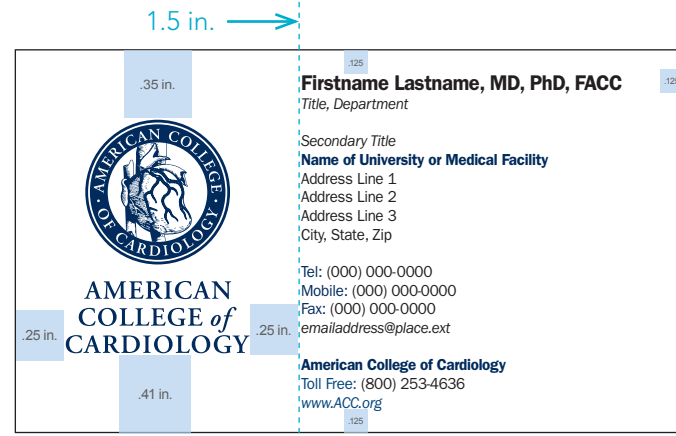 1.5 in.
.35 in.
.125
.125
Firstname Lastname, MD, PhD, FACC
Title, Department
Secondary Title
Name of University or Medical Facility
Address Line 1
Address Line 2
Address Line 3
City, State, Zip
Tel: (000) 000-0000
Mobile: (000) 000-0000
Fax: (000) 000-0000
emailaddress@place.ext
American College of Cardiology
Toll Free: (800) 253-4636
www.ACC.org
.125
AMERICAN COLLEGE
OF CARDIOLOGY
AMERICAN
COLLEGE of
CARDIOLOGY
.25 in.
.25 in.
.41 in.